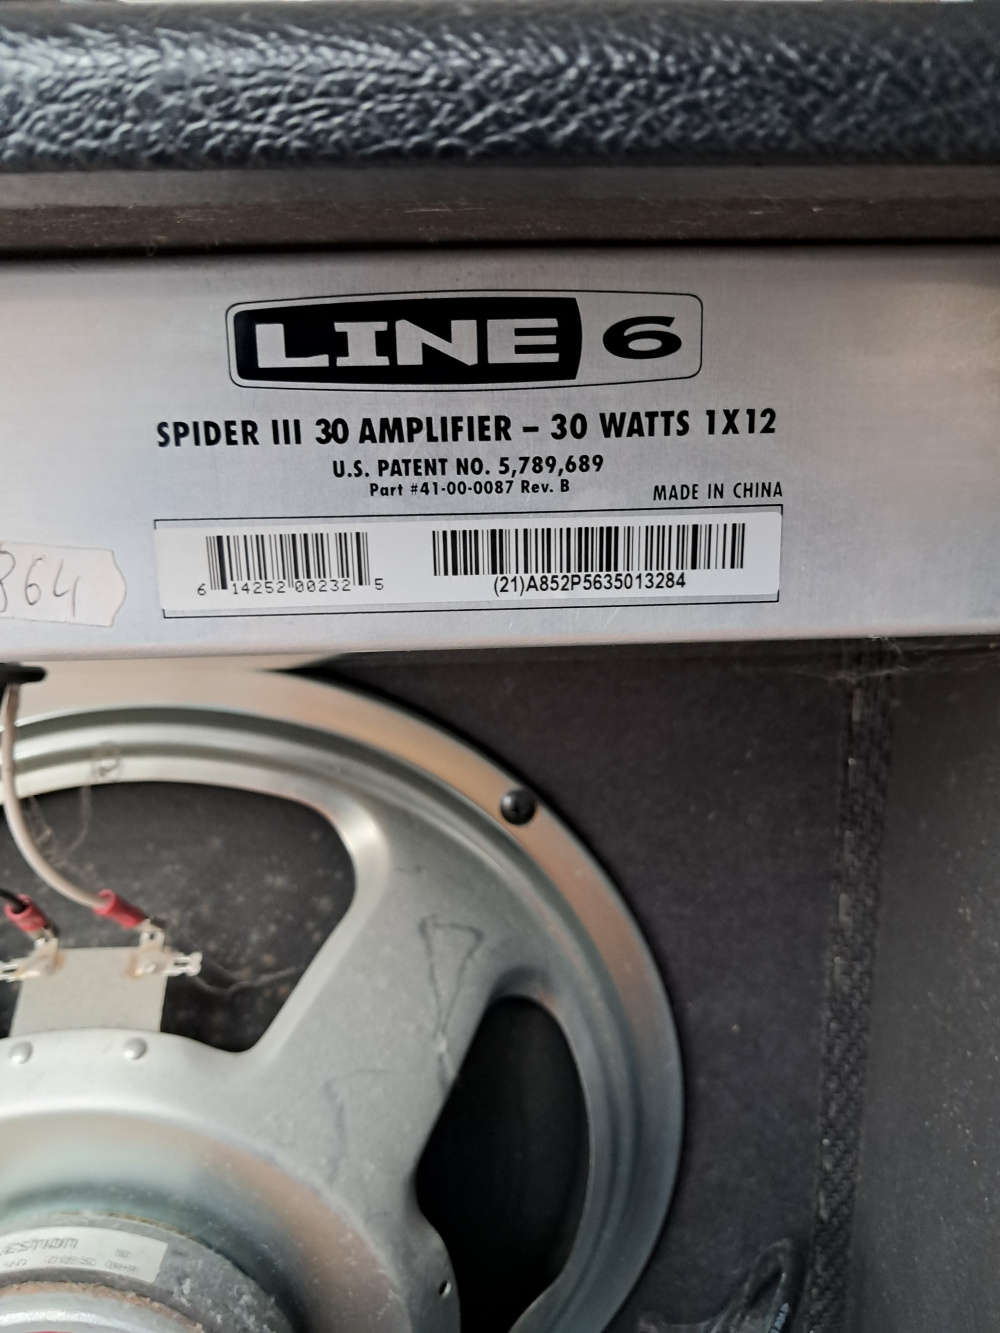 LINE 6
SPIDER III 30 AMPLIFIER – 30 WATTS 1X12
U.S. PATENT NO. 5,789,689
Part #41-00-0087 Rev. B
MADE IN CHINA
6 14252 00232 5
(21)A852P5635013284
864